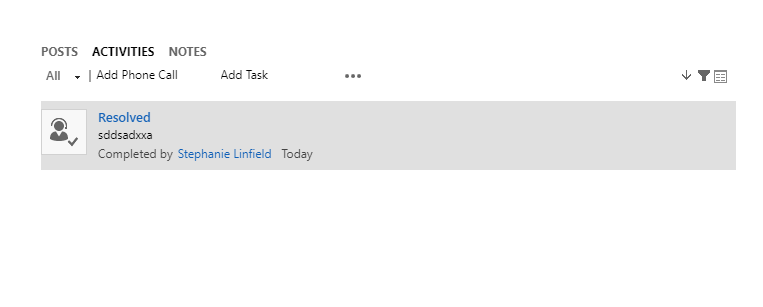 POSTS ACTIVITIES NOTES
All | Add Phone Call Add Task •••
Resolved
sddsadxxa
Completed by Stephanie Linfield Today